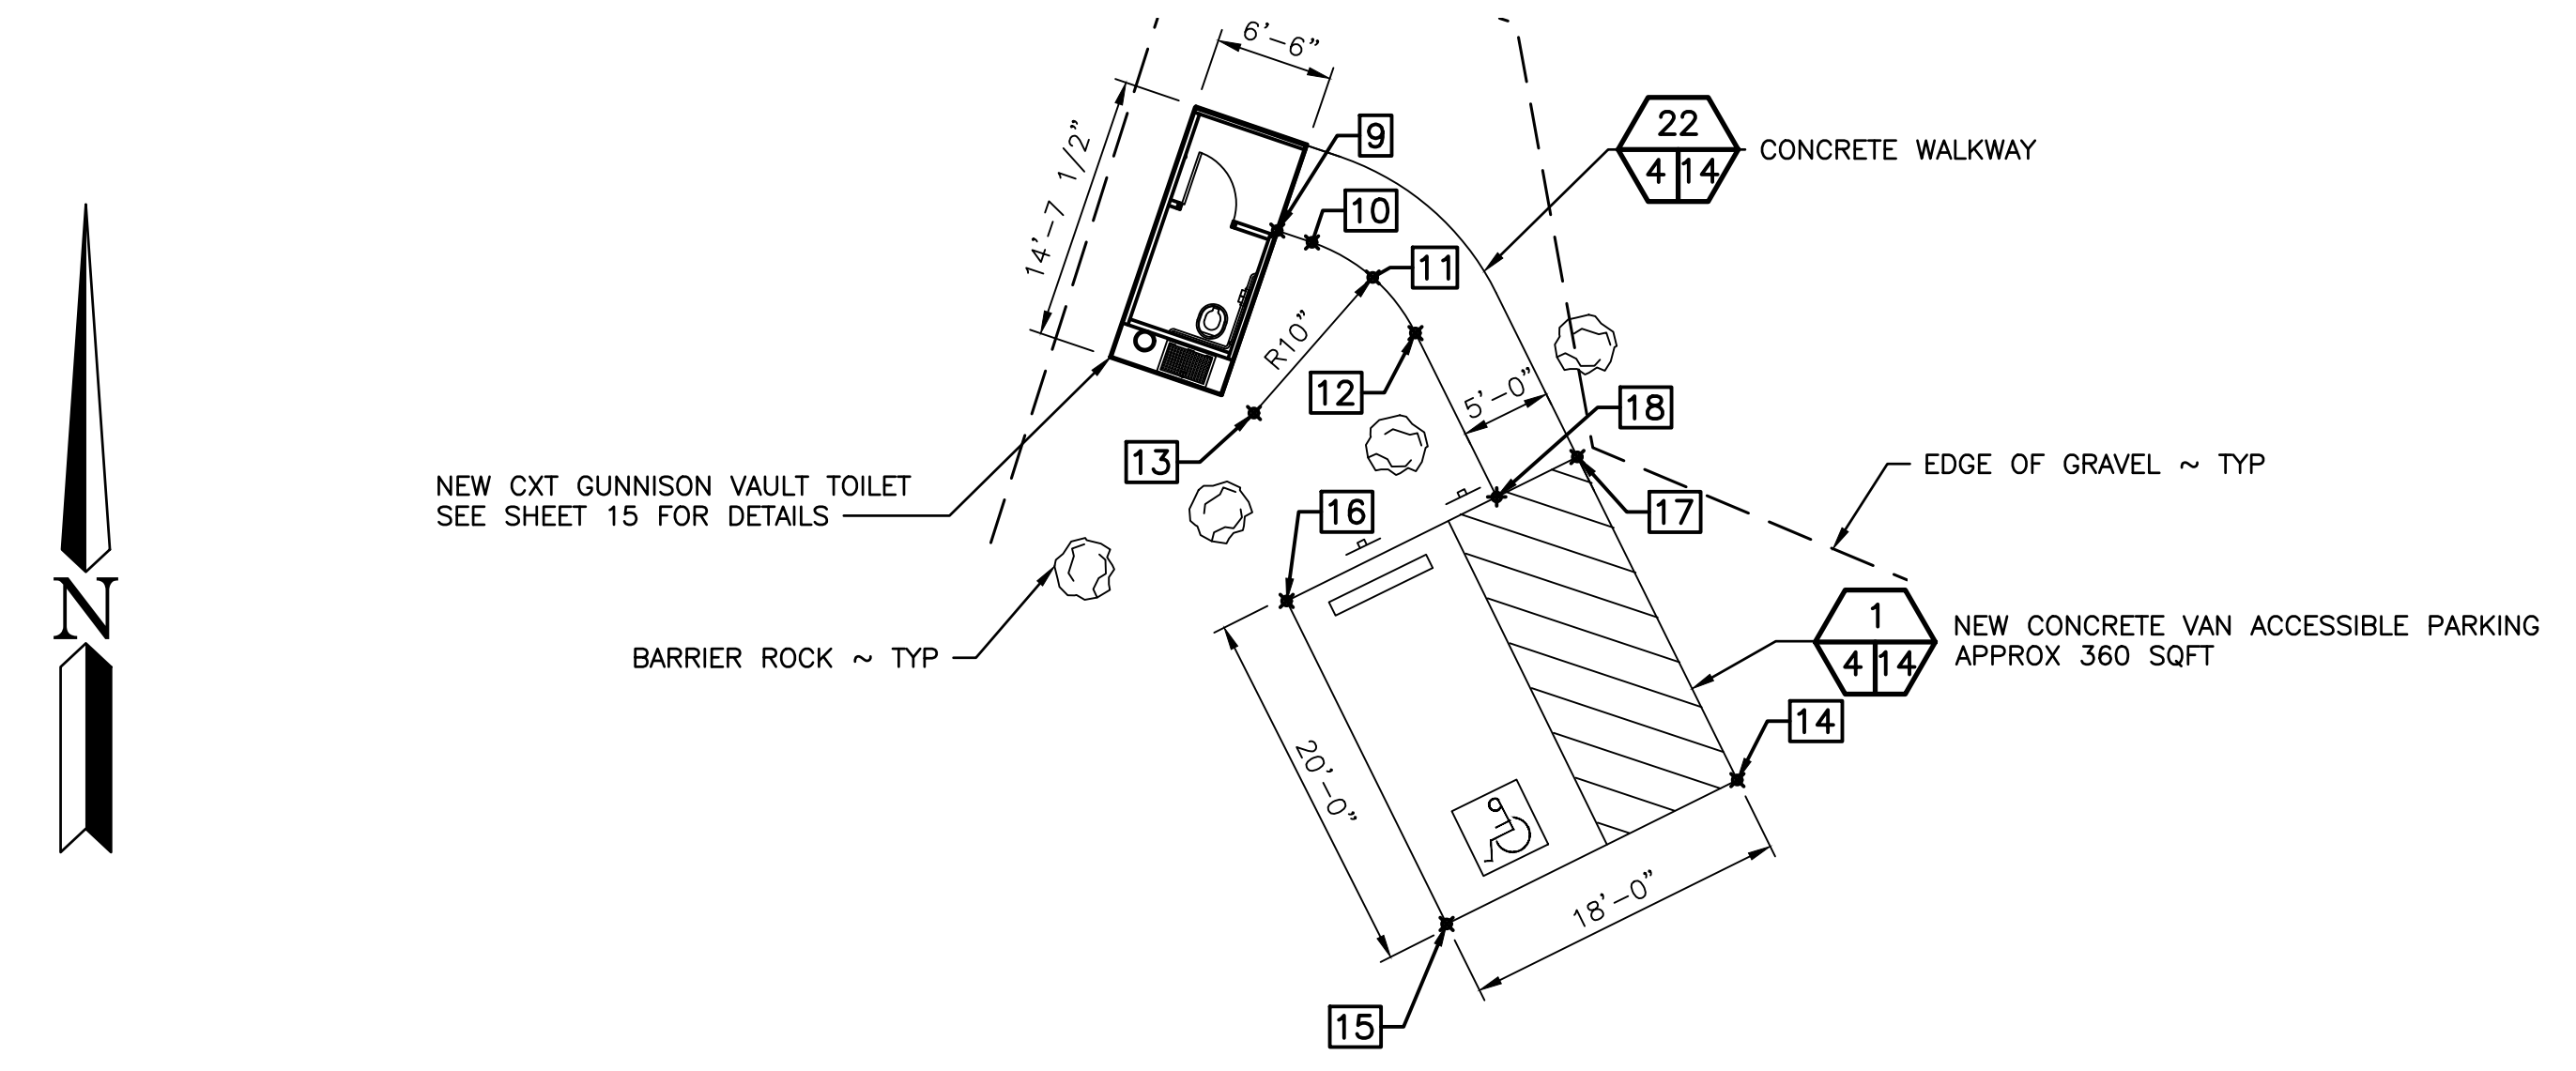 6'-6"
9
22
4 14
CONCRETE WALKWAY
14'-7 1/2"
10
11
R10"
12
5'-0"
18
13
EDGE OF GRAVEL ~ TYP
NEW CXT GUNNISON VAULT TOILET
SEE SHEET 15 FOR DETAILS
16
17
N
BARRIER ROCK ~ TYP
1
4 14
NEW CONCRETE VAN ACCESSIBLE PARKING
APPROX 360 SQFT
14
20'-0"
18'-0"
15